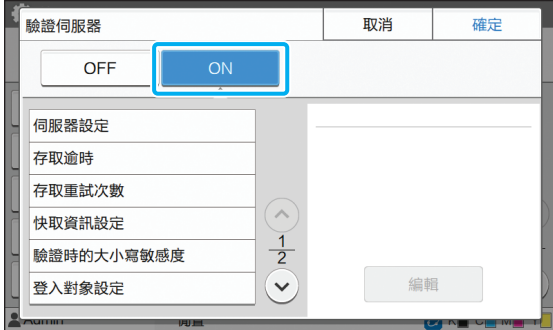 驗證伺服器
取消
確定
OFF
ON
伺服器設定
存取逾時
存取重試次數
快取資訊設定
驗證時的大小寫敏感度
登入對象設定
1
2
編輯
Admin
K C M Y